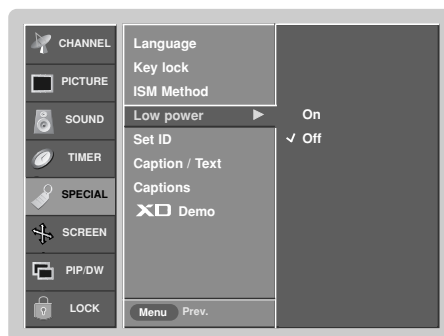 CHANNEL
PICTURE
SOUND
TIMER
SPECIAL
SCREEN
PIP/DW
LOCK
Language
Key lock
ISM Method
Low power
Set ID
Caption / Text
Captions
XD Demo
Menu Prev.
On
Off